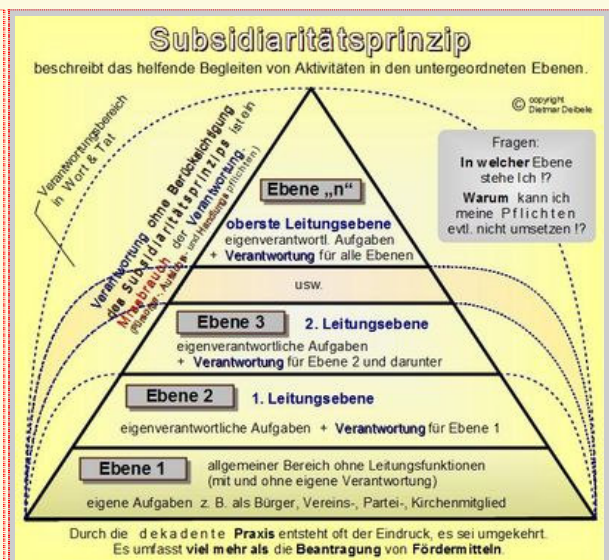 Subsidiaritätsprinzip
beschreibt das helfende Begleiten von Aktivitäten in den untergeordneten Ebenen.
© copyright
Dietmar Deibele
Verantwortungsbereich
in Wort & Tat
Verantwortung ohne Berücksichtigung
des Subsidiaritätsprinzips ist ein
Missbrauch der Verantwortung.
(Fürsorge-, Aufsichts- und Handlungspflichten)
Fragen:
In welcher Ebene
stehe Ich !?
Warum kann ich
meine Pflichten
evtl. nicht umsetzen !?
Ebene „n"
oberste Leitungsebene
eigenverantwortl. Aufgaben
+ Verantwortung für alle Ebenen
usw.
Ebene 3 2. Leitungsebene
eigenverantwortliche Aufgaben
+ Verantwortung für Ebene 2 und darunter
Ebene 2 1. Leitungsebene
eigenverantwortliche Aufgaben + Verantwortung für Ebene 1
Ebene 1 allgemeiner Bereich ohne Leitungsfunktionen
(mit und ohne eigene Verantwortung)
eigene Aufgaben z. B. als Bürger, Vereins-, Partei-, Kirchenmitglied
Durch die dekadente Praxis entsteht oft der Eindruck, es sei umgekehrt.
Es umfasst viel mehr als die Beantragung von Fördermitteln.